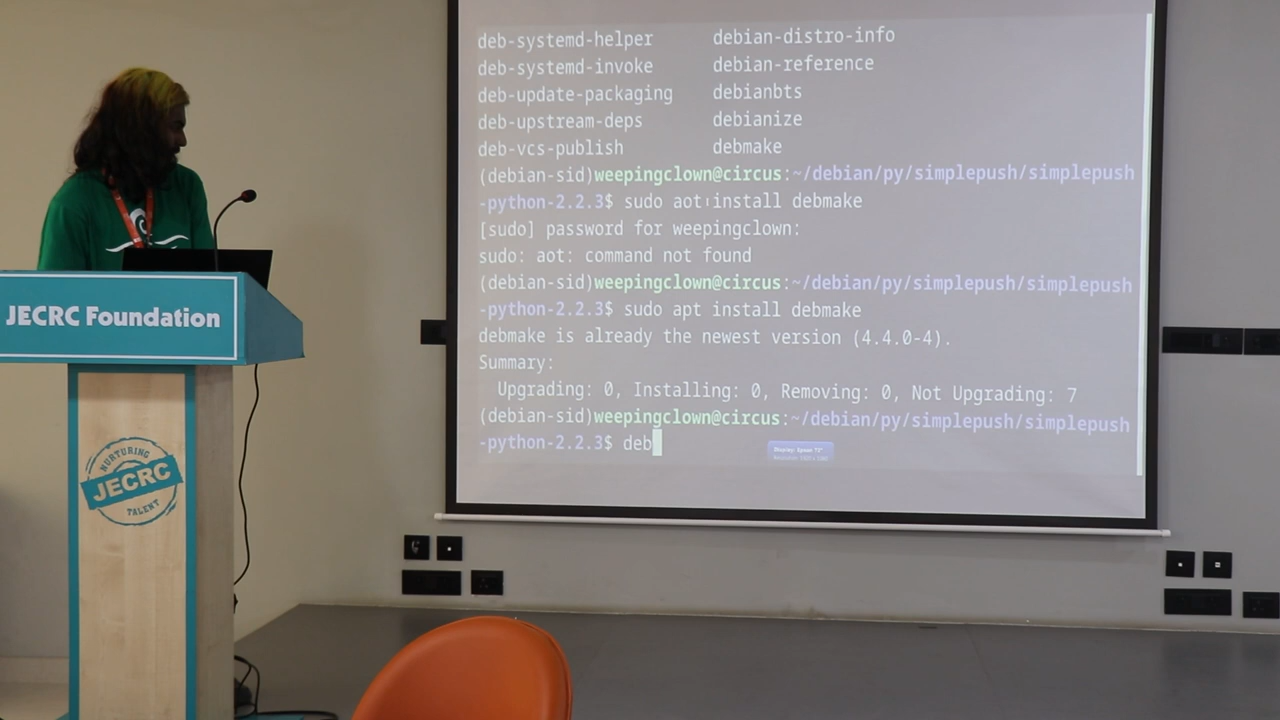 deb-systemd-helper debian-distro-info
deb-systemd-invoke debian-reference
deb-update-packaging debianbts
deb-upstream-deps debianize
deb-vcs-publish debmake
(debian-sid)weepingclown@circus:~/debian/py/simplepush/simplepush
-python-2.2.3$ sudo aot install debmake
[sudo] password for weepingclown:
sudo: aot: command not found
(debian-sid)weepingclown@circus:~/debian/py/simplepush/simplepush
-python-2.2.3$ sudo apt install debmake
debmake is already the newest version (4.4.0-4).
Summary:
Upgrading: 0, Installing: 0, Removing: 0, Not Upgrading: 7
(debian-sid)weepingclown@circus:~/debian/py/simplepush/simplepush
-python-2.2.3$ deb
JECRC Foundation
NURTURING
JECRC
TALENT